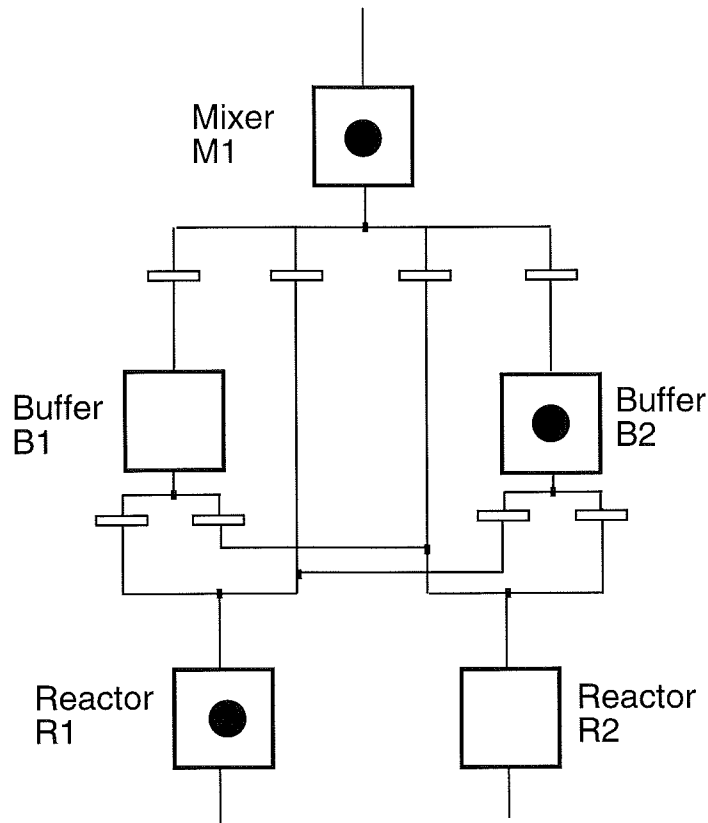 Mixer
M1
Buffer
B1
Buffer
B2
Reactor
R1
Reactor
R2